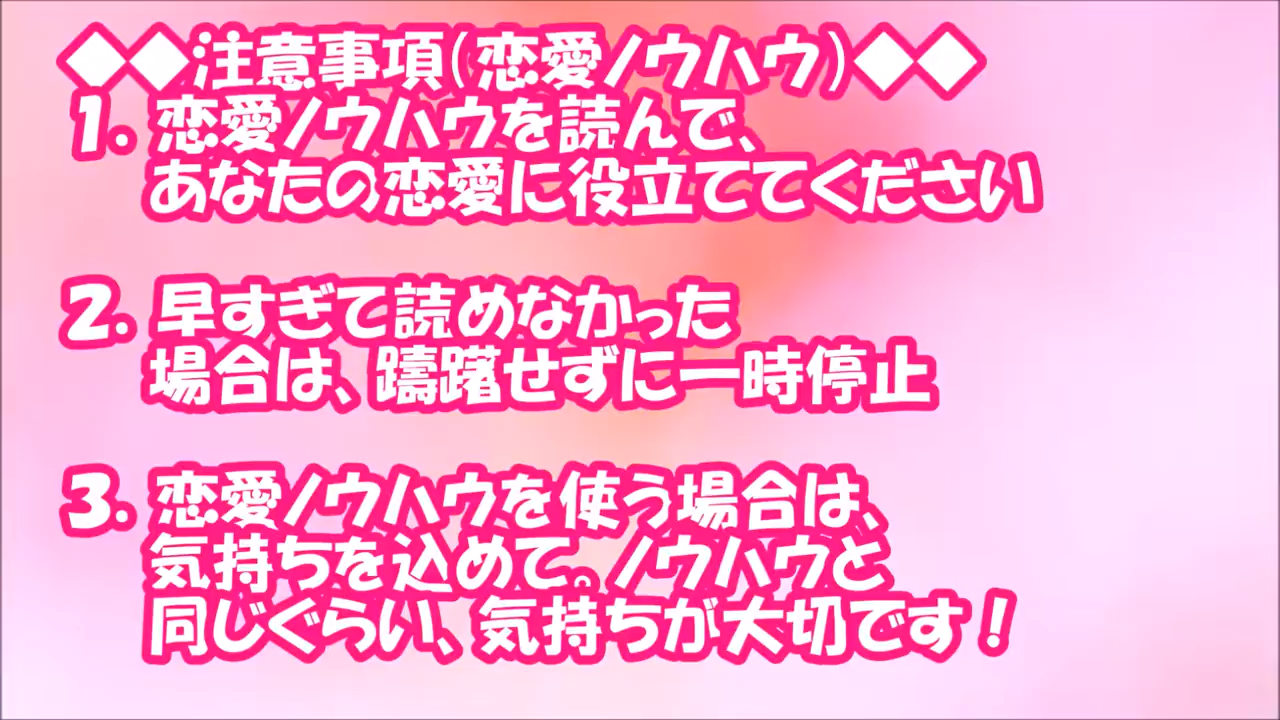 ◆◆注意事項(恋愛ノウハウ)◆◆
1. 恋愛ノウハウを読んで、
あなたの恋愛に役立ててください
2. 早すぎて読めなかった
場合は、躊躇せずに一時停止
3. 恋愛ノウハウを使う場合は、
気持ちを込めて。ノウハウと
同じぐらい、気持ちが大切です!